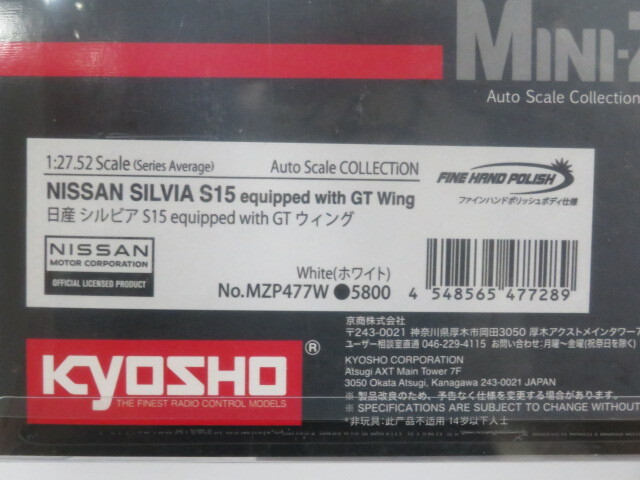 MINI-Z
Auto Scale Collection
1:27.52 Scale (Series Average)
Auto Scale COLLECTiON
NISSAN SILVIA S15 equipped with GT Wing
日産 シルビア S15 equipped with GT ウィング
FINE HAND POLISH
ファインハンドポリッシュボディ仕様
NISSAN
MOTOR CORPORATION
OFFICIAL LICENSED PRODUCT
White(ホワイト)
No.MZP477W ●5800
4 548565 477289
KYOSHO ®
THE FINEST RADIO CONTROL MODELS
京商株式会社
〒243-0021 神奈川県厚木市岡田3050 厚木アクストメインタワー7
ユーザー相談室直通 046-229-4115 お問い合わせは:月曜~金曜(祝祭日を除く)
KYOSHO CORPORATION
Atsugi AXT Main Tower 7F
3050 Okata Atsugi, Kanagawa 243-0021 JAPAN
※ 製品改良のため、予告なく仕様を変更する場合があります。
※ SPECIFICATIONS ARE SUBJECT TO CHANGE WITHOUT
*非玩具:此产品不适用 14岁以下人士